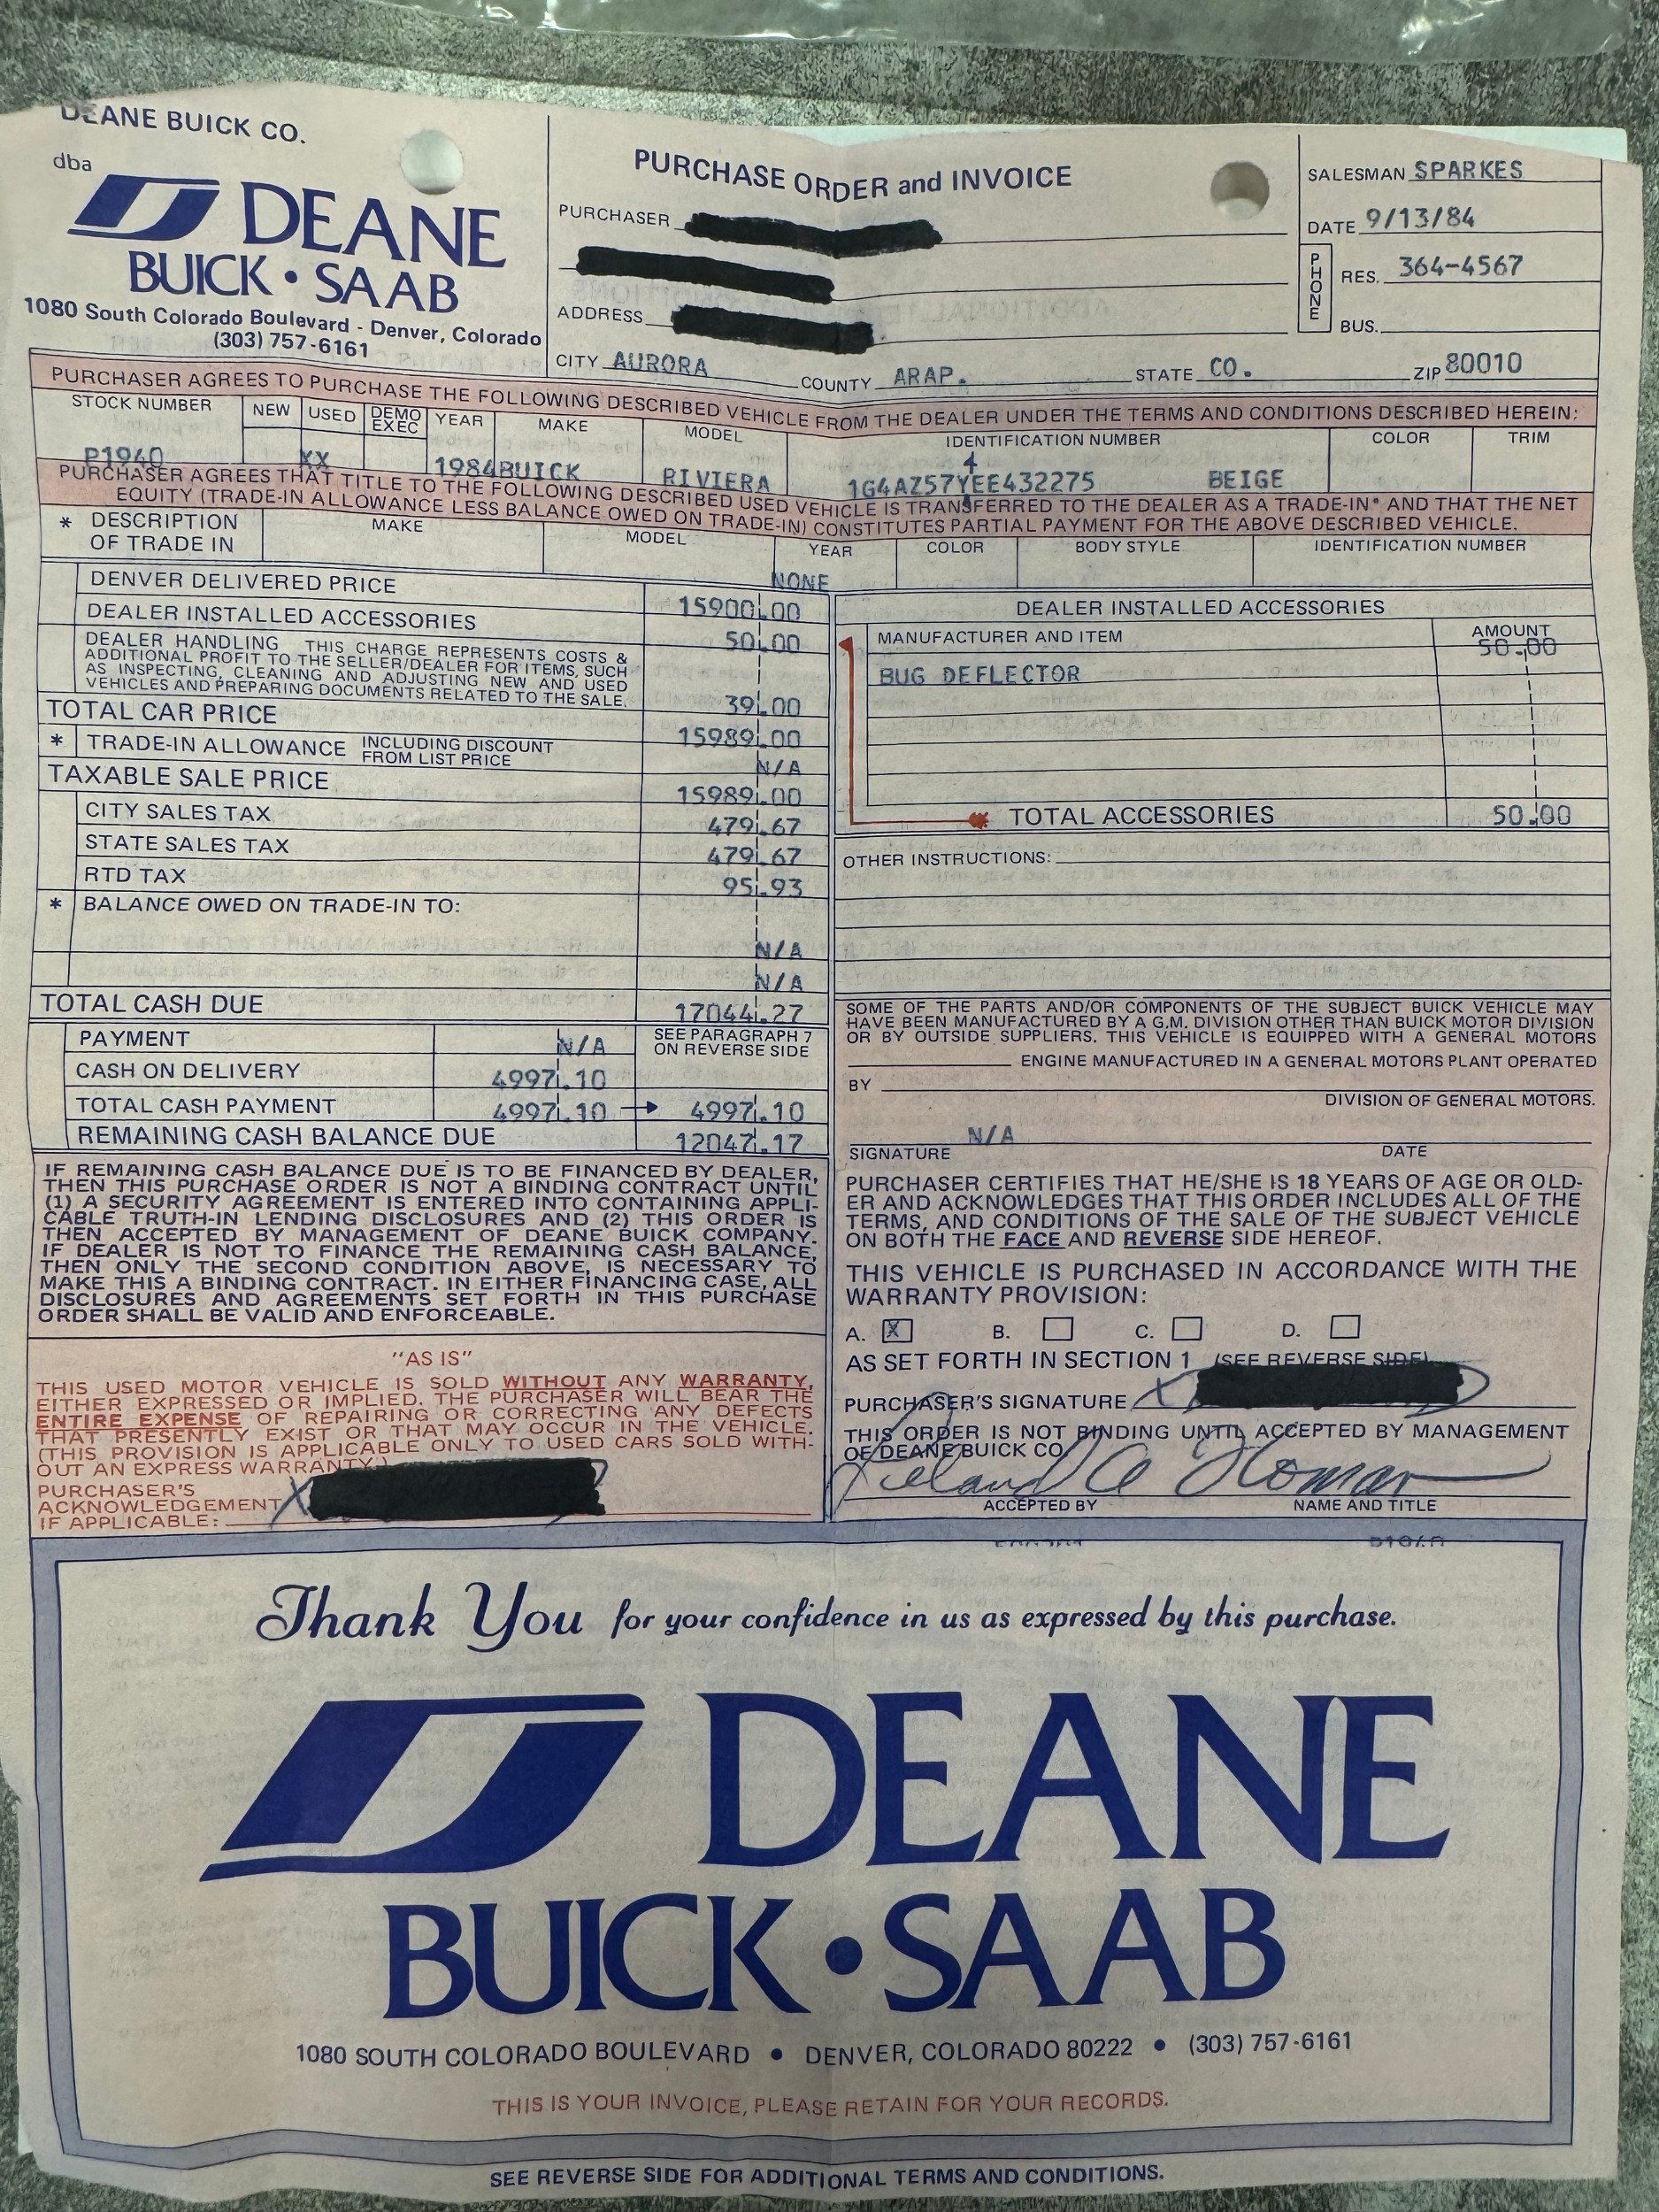 DEANE BUICK CO.
dba
DEANE
BUICK • SAAB
1080 South Colorado Boulevard - Denver, Colorado
(303) 757-6161
PURCHASE ORDER and INVOICE
PURCHASER
ADDRESS
CITY AURORA COUNTY ARAP. STATE CO. ZIP 80010
SALESMAN SPARKES
DATE 9/13/84
PHONE
RES. 364-4567
BUS.
PURCHASER AGREES TO PURCHASE THE FOLLOWING DESCRIBED VEHICLE FROM THE DEALER UNDER THE TERMS AND CONDITIONS DESCRIBED HEREIN:
STOCK NUMBER NEW USED DEMO EXEC YEAR MAKE MODEL IDENTIFICATION NUMBER COLOR TRIM
4
P1940 XX 1984 BUICK RIVIERA 1G4AZ57YEE432275 BEIGE
PURCHASER AGREES THAT TITLE TO THE FOLLOWING DESCRIBED USED VEHICLE IS TRANSFERRED TO THE DEALER AS A TRADE-IN* AND THAT THE NET
EQUITY (TRADE-IN ALLOWANCE LESS BALANCE OWED ON TRADE-IN) CONSTITUTES PARTIAL PAYMENT FOR THE ABOVE DESCRIBED VEHICLE.
* DESCRIPTION OF TRADE IN MAKE MODEL YEAR COLOR BODY STYLE IDENTIFICATION NUMBER
NONE
DENVER DELIVERED PRICE 15900.00
DEALER INSTALLED ACCESSORIES 50.00
DEALER HANDLING THIS CHARGE REPRESENTS COSTS &
ADDITIONAL PROFIT TO THE SELLER/DEALER FOR ITEMS, SUCH
AS INSPECTING, CLEANING AND ADJUSTING NEW AND USED
VEHICLES AND PREPARING DOCUMENTS RELATED TO THE SALE. 39.00
TOTAL CAR PRICE 15989.00
* TRADE-IN ALLOWANCE INCLUDING DISCOUNT FROM LIST PRICE N/A
TAXABLE SALE PRICE 15989.00
CITY SALES TAX 479.67
STATE SALES TAX 479.67
RTD TAX 95.93
* BALANCE OWED ON TRADE-IN TO:
N/A
N/A
TOTAL CASH DUE 17044.27
PAYMENT N/A SEE PARAGRAPH 7 ON REVERSE SIDE
CASH ON DELIVERY 4997.10
TOTAL CASH PAYMENT 4997.10 → 4997.10
REMAINING CASH BALANCE DUE 12047.17
DEALER INSTALLED ACCESSORIES
MANUFACTURER AND ITEM AMOUNT
50.00
BUG DEFLECTOR
TOTAL ACCESSORIES 50.00
OTHER INSTRUCTIONS:
IF REMAINING CASH BALANCE DUE IS TO BE FINANCED BY DEALER,
THEN THIS PURCHASE ORDER IS NOT A BINDING CONTRACT UNTIL
(1) A SECURITY AGREEMENT IS ENTERED INTO CONTAINING APPLI-
CABLE TRUTH-IN LENDING DISCLOSURES AND (2) THIS ORDER IS
THEN ACCEPTED BY MANAGEMENT OF DEANE BUICK COMPANY.
IF DEALER IS NOT TO FINANCE THE REMAINING CASH BALANCE,
THEN ONLY THE SECOND CONDITION ABOVE, IS NECESSARY TO
MAKE THIS A BINDING CONTRACT. IN EITHER FINANCING CASE, ALL
DISCLOSURES AND AGREEMENTS SET FORTH IN THIS PURCHASE
ORDER SHALL BE VALID AND ENFORCEABLE.
"AS IS"
THIS USED MOTOR VEHICLE IS SOLD WITHOUT ANY WARRANTY,
EITHER EXPRESSED OR IMPLIED. THE PURCHASER WILL BEAR THE
ENTIRE EXPENSE OF REPAIRING OR CORRECTING ANY DEFECTS
THAT PRESENTLY EXIST OR THAT MAY OCCUR IN THE VEHICLE.
(THIS PROVISION IS APPLICABLE ONLY TO USED CARS SOLD WITH-
OUT AN EXPRESS WARRANTY.)
PURCHASER'S
ACKNOWLEDGEMENT X
IF APPLICABLE:
SOME OF THE PARTS AND/OR COMPONENTS OF THE SUBJECT BUICK VEHICLE MAY
HAVE BEEN MANUFACTURED BY A G.M. DIVISION OTHER THAN BUICK MOTOR DIVISION
OR BY OUTSIDE SUPPLIERS. THIS VEHICLE IS EQUIPPED WITH A GENERAL MOTORS
ENGINE MANUFACTURED IN A GENERAL MOTORS PLANT OPERATED
BY
DIVISION OF GENERAL MOTORS.
N/A
SIGNATURE DATE
PURCHASER CERTIFIES THAT HE/SHE IS 18 YEARS OF AGE OR OLD-
ER AND ACKNOWLEDGES THAT THIS ORDER INCLUDES ALL OF THE
TERMS, AND CONDITIONS OF THE SALE OF THE SUBJECT VEHICLE
ON BOTH THE FACE AND REVERSE SIDE HEREOF.
THIS VEHICLE IS PURCHASED IN ACCORDANCE WITH THE
WARRANTY PROVISION:
A. X B. C. D.
AS SET FORTH IN SECTION 1 (SEE REVERSE SIDE)
PURCHASER'S SIGNATURE X
THIS ORDER IS NOT BINDING UNTIL ACCEPTED BY MANAGEMENT
OF DEANE BUICK CO.
ACCEPTED BY NAME AND TITLE
Thank You for your confidence in us as expressed by this purchase.
DEANE
BUICK • SAAB
1080 SOUTH COLORADO BOULEVARD • DENVER, COLORADO 80222 • (303) 757-6161
THIS IS YOUR INVOICE, PLEASE RETAIN FOR YOUR RECORDS.
SEE REVERSE SIDE FOR ADDITIONAL TERMS AND CONDITIONS.